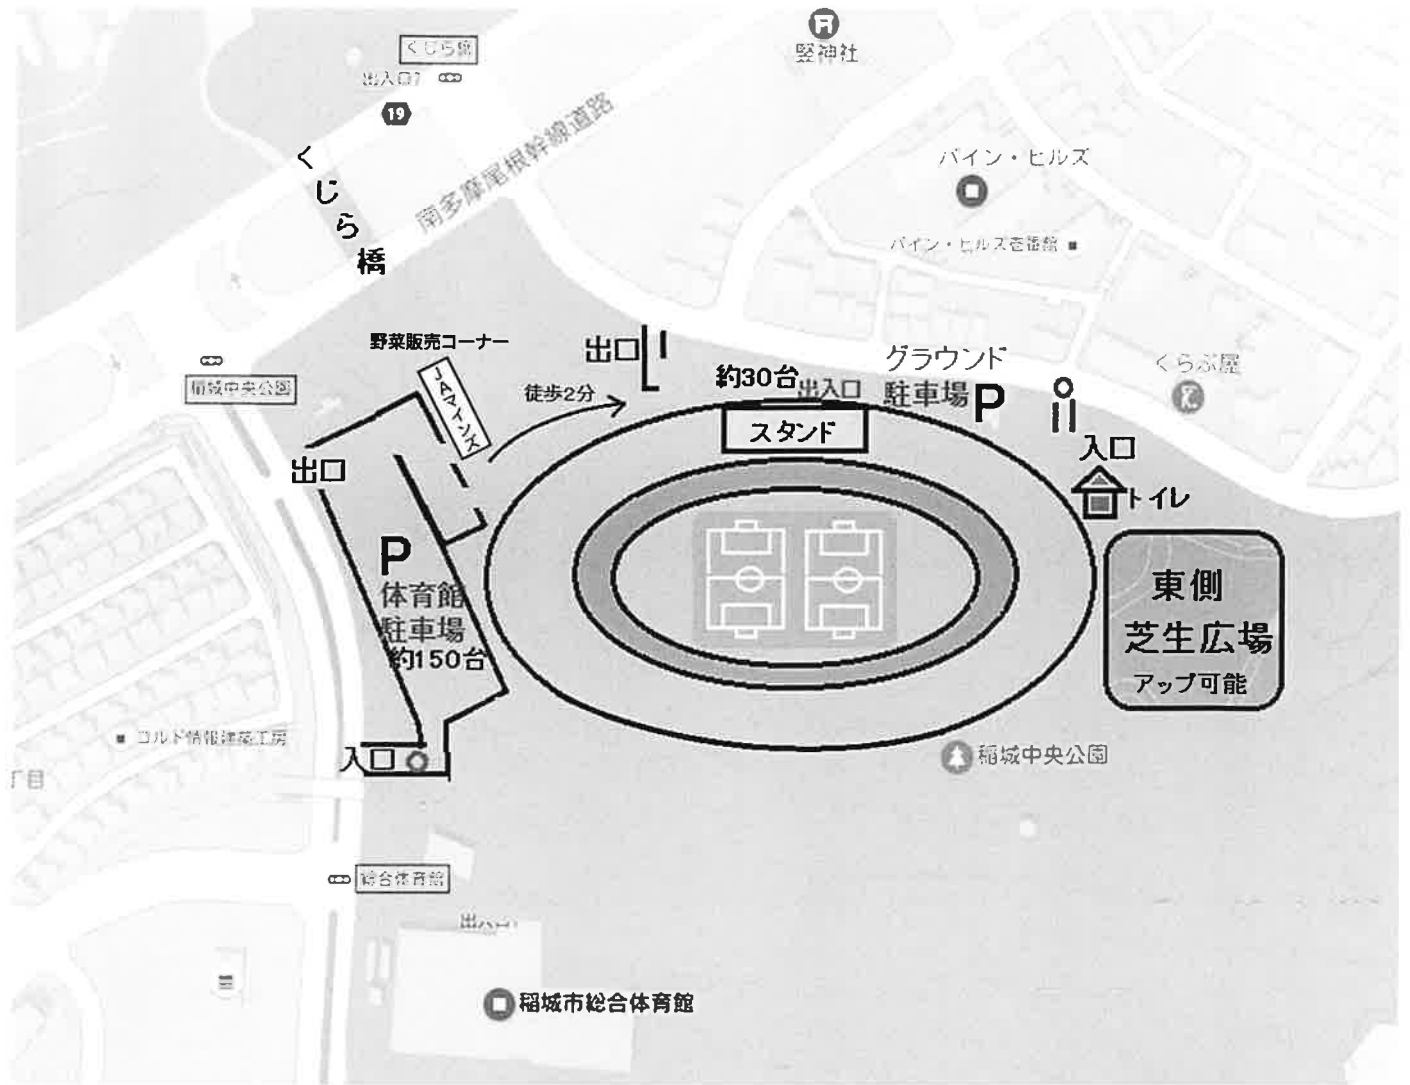 くじら橋
出入口7
19
竪神社
くじら橋
南多摩尾根幹線道路
パイン・ヒルズ
パイン・ヒルズ壱番館
野菜販売コーナー
JAマインズ
徒歩2分
出口
約30台
出入口
グラウンド
駐車場 P
くらぶ屋
稲城中央公園
スタンド
入口
トイレ
出口
P
体育館
駐車場
約150台
東側
芝生広場
アップ可能
入口
稲城中央公園
丁目
総合体育館
稲城市総合体育館